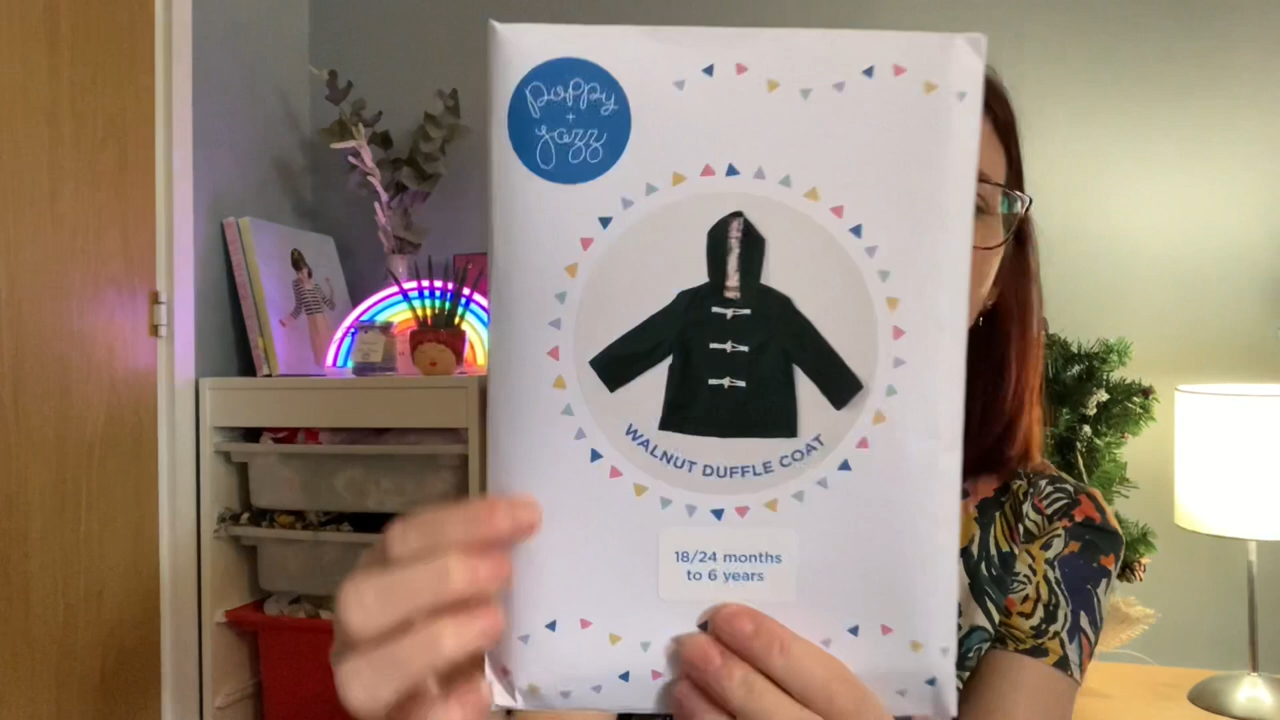 poppy
+
jazz
WALNUT DUFFLE COAT
18/24 months
to 6 years